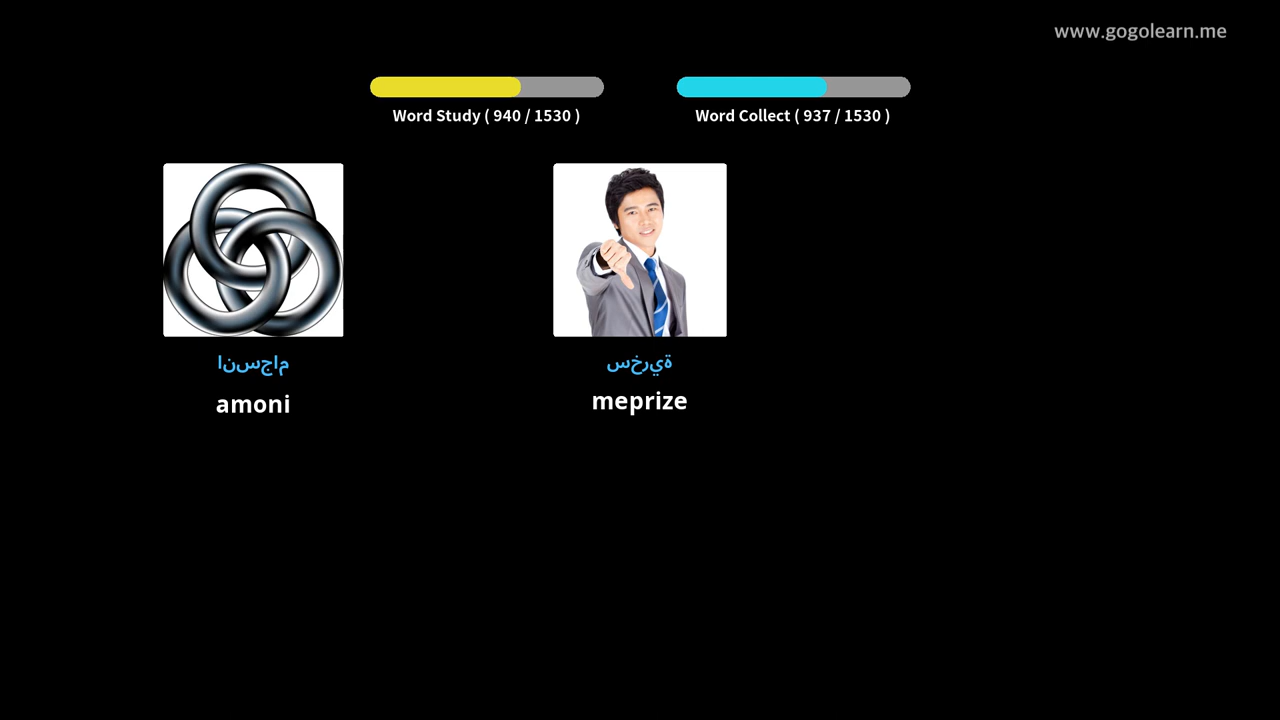 www.gogolearn.me
Word Study ( 940 / 1530 )
Word Collect ( 937 / 1530 )
انسجام
amoni
سخرية
meprize